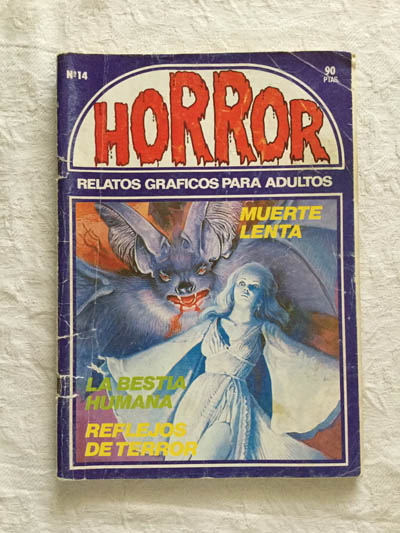 Nº14
90
PTAS.
HORROR
RELATOS GRAFICOS PARA ADULTOS
MUERTE
LENTA
LA BESTIA
HUMANA
REFLEJOS
DE TERROR